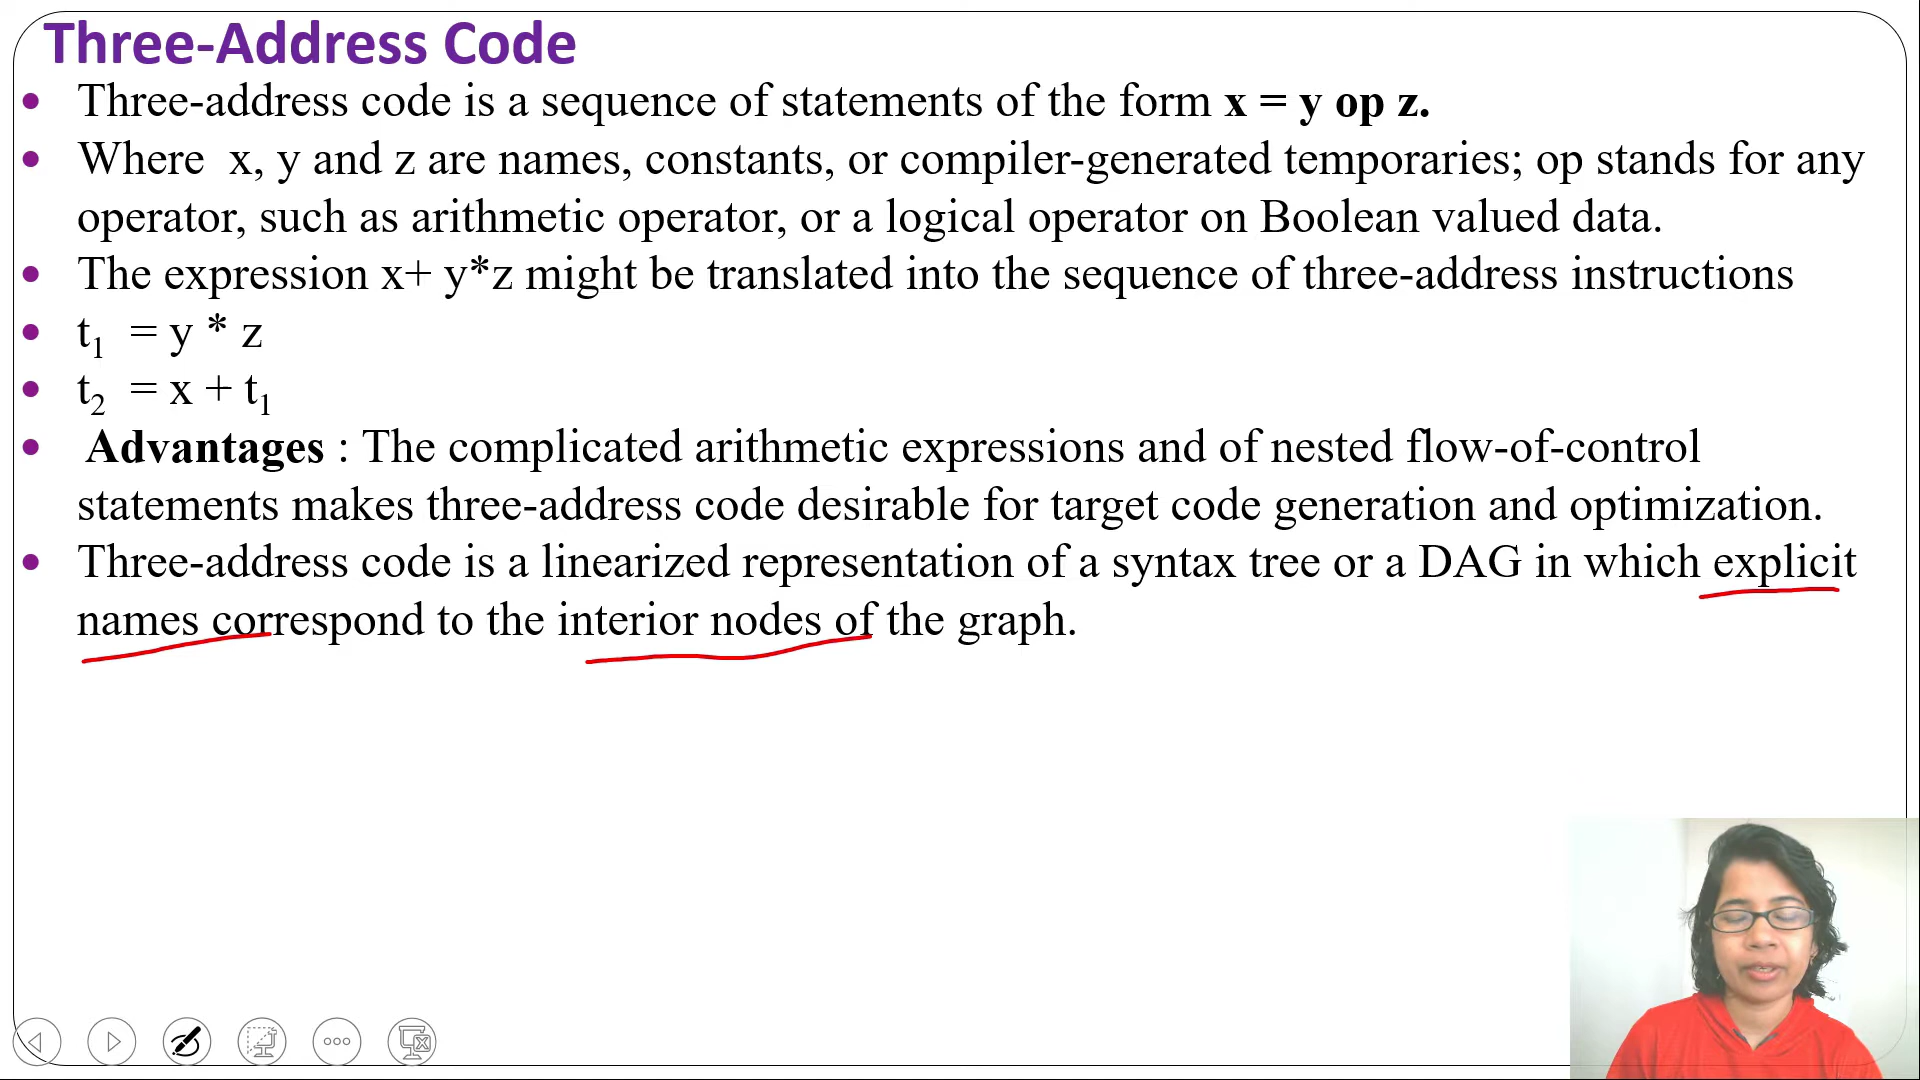 Three-Address Code
• Three-address code is a sequence of statements of the form x = y op z.
• Where x, y and z are names, constants, or compiler-generated temporaries; op stands for any
operator, such as arithmetic operator, or a logical operator on Boolean valued data.
• The expression x+ y*z might be translated into the sequence of three-address instructions
• t₁ = y * z
• t₂ = x + t₁
• Advantages : The complicated arithmetic expressions and of nested flow-of-control
statements makes three-address code desirable for target code generation and optimization.
• Three-address code is a linearized representation of a syntax tree or a DAG in which explicit
names correspond to the interior nodes of the graph.